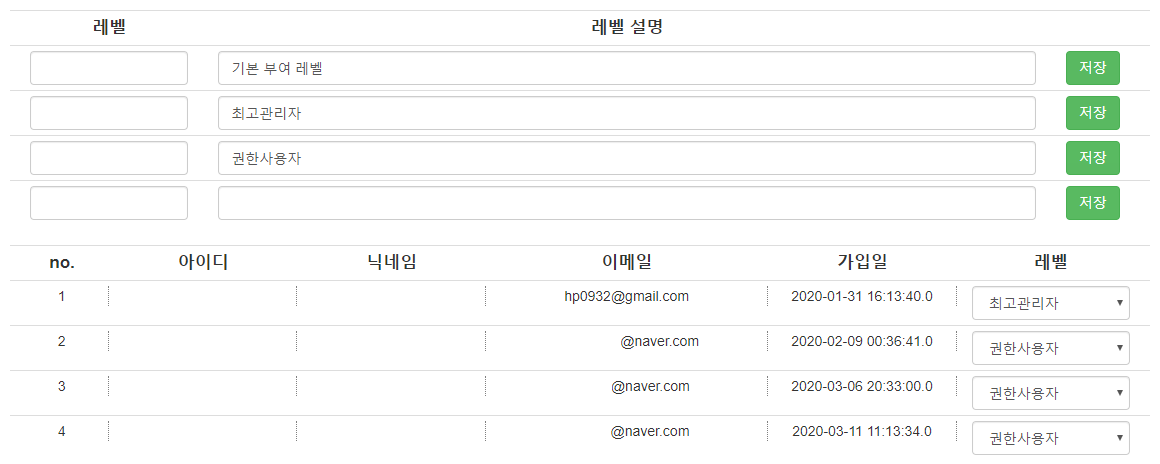 레벨 레벨 설명
기본 부여 레벨 저장
최고관리자 저장
권한사용자 저장
저장
no. 아이디 닉네임 이메일 가입일 레벨
1 hp0932@gmail.com 2020-01-31 16:13:40.0 최고관리자
2 @naver.com 2020-02-09 00:36:41.0 권한사용자
3 @naver.com 2020-03-06 20:33:00.0 권한사용자
4 @naver.com 2020-03-11 11:13:34.0 권한사용자